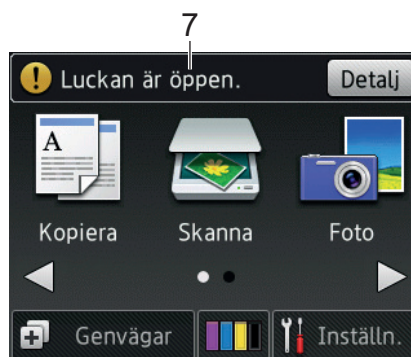 7
Luckan är öppen.
Detalj
A
Kopiera
Skanna
Foto
Genvägar
Inställn.